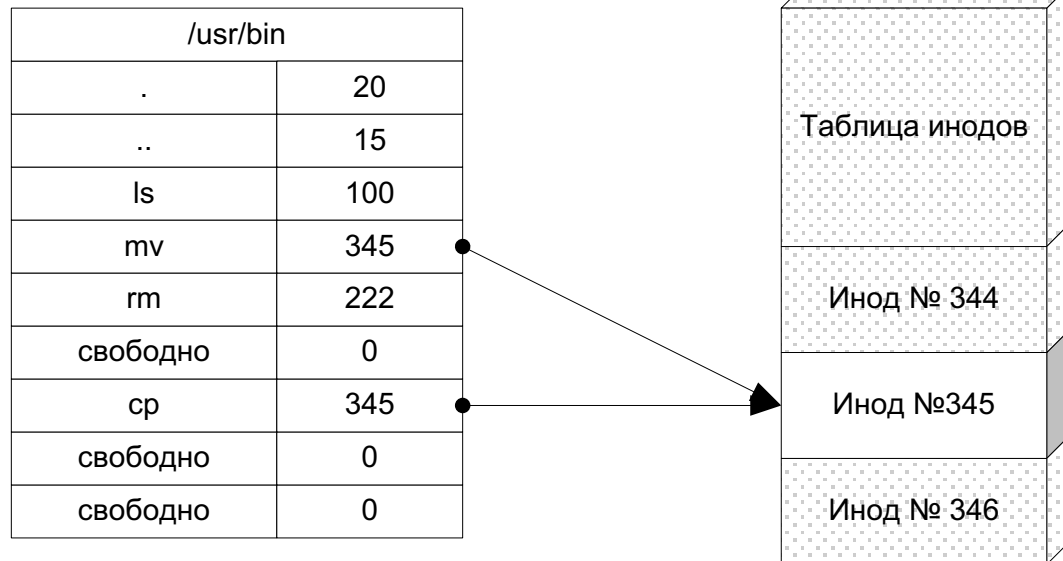 /usr/bin
. 20
.. 15
ls 100
mv 345
rm 222
свободно 0
cp 345
свободно 0
свободно 0
Таблица инодов
Инод № 344
Инод №345
Инод № 346